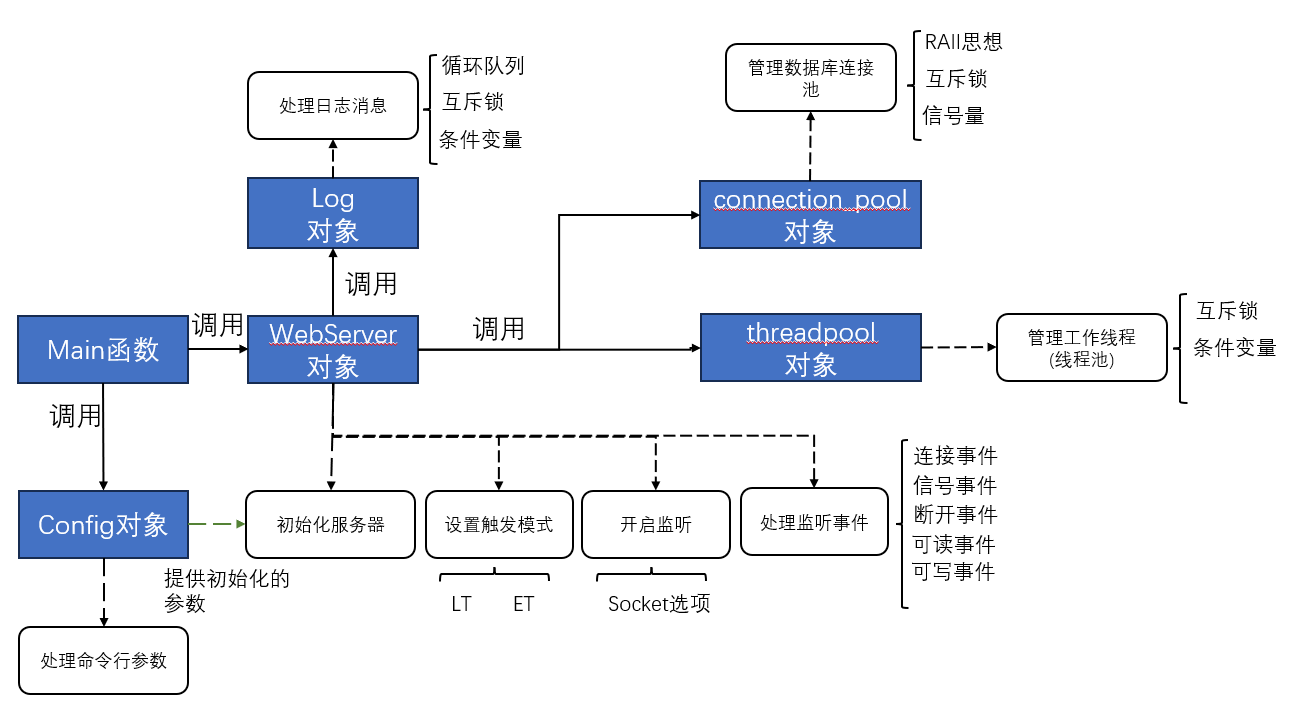 循环队列
处理日志消息
互斥锁
条件变量
Log
对象
调用
RAII思想
管理数据库连接
池
互斥锁
信号量
connection_pool
对象
Main函数
调用
WebServer
对象
调用
threadpool
对象
管理工作线程
(线程池)
互斥锁
条件变量
调用
Config对象
提供初始化的
参数
处理命令行参数
初始化服务器
设置触发模式
LT
ET
开启监听
Socket选项
处理监听事件
连接事件
信号事件
断开事件
可读事件
可写事件